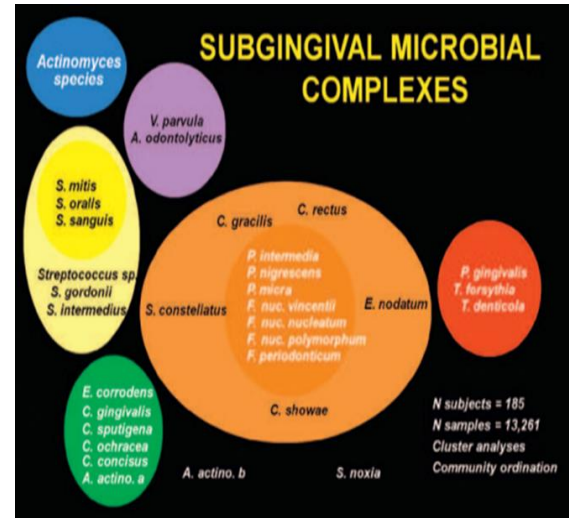 SUBGINGIVAL MICROBIAL
COMPLEXES
Actinomyces
species
V. parvula
A. odontolyticus
S. mitis
S. oralis
S. sanguis
Streptococcus sp.
S. gordonii
S. intermedius
E. corrodens
C. gingivalis
C. sputigena
C. ochracea
C. concisus
A. actino. a
C. gracilis
C. rectus
P. intermedia
P. nigrescens
P. micra
F. nuc. vincentii
F. nuc. nucleatum
F. nuc. polymorphum
F. periodonticum
S. constellatus
E. nodatum
C. showae
P. gingivalis
T. forsythia
T. denticola
A. actino. b
S. noxia
N subjects = 185
N samples = 13,261
Cluster analyses
Community ordination